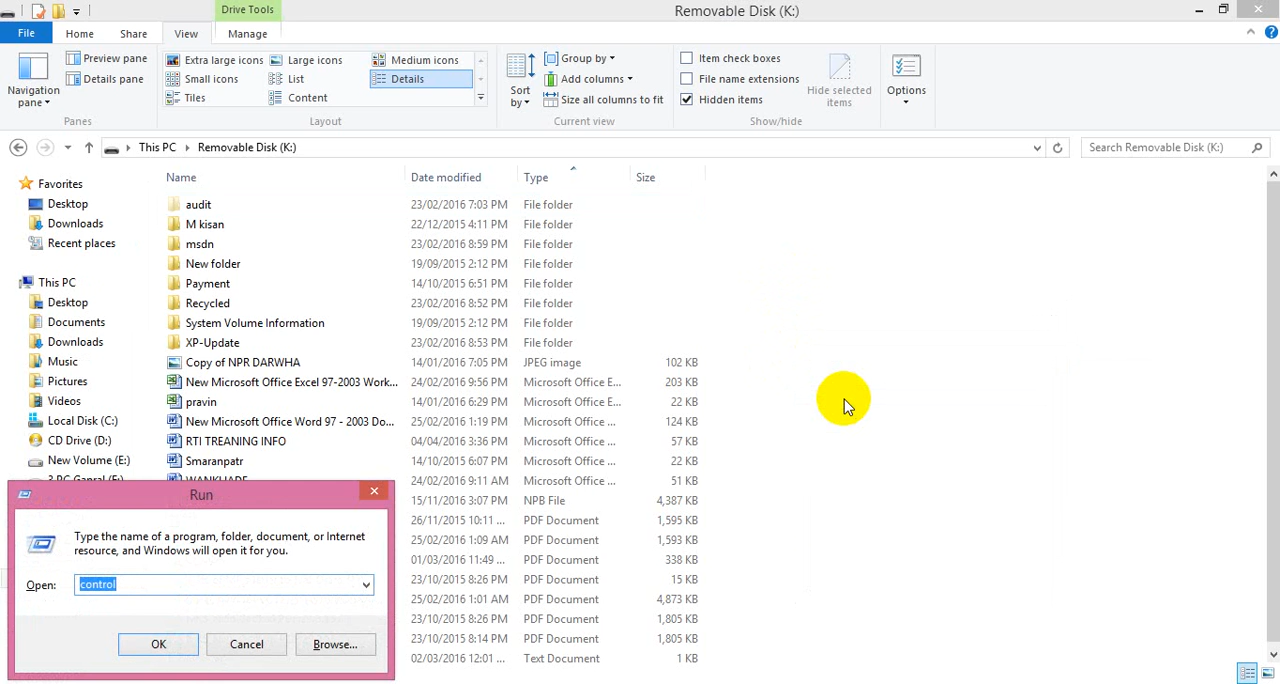 Drive Tools
Removable Disk (K:)
File Home Share View Manage
Navigation pane
Preview pane
Details pane
Panes
Extra large icons Large icons Medium icons
Small icons List Details
Tiles Content
Layout
Sort by
Group by
Add columns
Size all columns to fit
Current view
Item check boxes
File name extensions
Hidden items
Hide selected items
Show/hide
Options
This PC Removable Disk (K:)
Search Removable Disk (K:)
Favorites
Desktop
Downloads
Recent places
This PC
Desktop
Documents
Downloads
Music
Pictures
Videos
Local Disk (C:)
CD Drive (D:)
New Volume (E:)
Name Date modified Type Size
audit 23/02/2016 7:03 PM File folder
M kisan 22/12/2015 4:11 PM File folder
msdn 23/02/2016 8:59 PM File folder
New folder 19/09/2015 2:12 PM File folder
Payment 14/10/2015 6:51 PM File folder
Recycled 23/02/2016 8:52 PM File folder
System Volume Information 19/09/2015 2:12 PM File folder
XP-Update 23/02/2016 8:53 PM File folder
Copy of NPR DARWHA 14/01/2016 7:05 PM JPEG image 102 KB
New Microsoft Office Excel 97-2003 Work... 24/02/2016 9:56 PM Microsoft Office E... 203 KB
pravin 14/01/2016 6:29 PM Microsoft Office E... 22 KB
New Microsoft Office Word 97 - 2003 Do... 25/02/2016 1:19 PM Microsoft Office ... 124 KB
RTI TREANING INFO 04/04/2016 3:36 PM Microsoft Office ... 57 KB
Smaranpatr 14/10/2015 6:07 PM Microsoft Office ... 22 KB
WANKHADE 24/02/2016 9:11 AM Microsoft Office ... 51 KB
15/11/2016 3:07 PM NPB File 4,387 KB
26/11/2015 10:11 ... PDF Document 1,595 KB
25/02/2016 1:09 AM PDF Document 1,593 KB
01/03/2016 11:49 ... PDF Document 338 KB
23/10/2015 8:26 PM PDF Document 15 KB
25/02/2016 1:01 AM PDF Document 4,873 KB
23/10/2015 8:26 PM PDF Document 1,805 KB
23/10/2015 8:14 PM PDF Document 1,805 KB
02/03/2016 12:01 ... Text Document 1 KB
Run
Type the name of a program, folder, document, or Internet
resource, and Windows will open it for you.
Open: control
OK Cancel Browse...